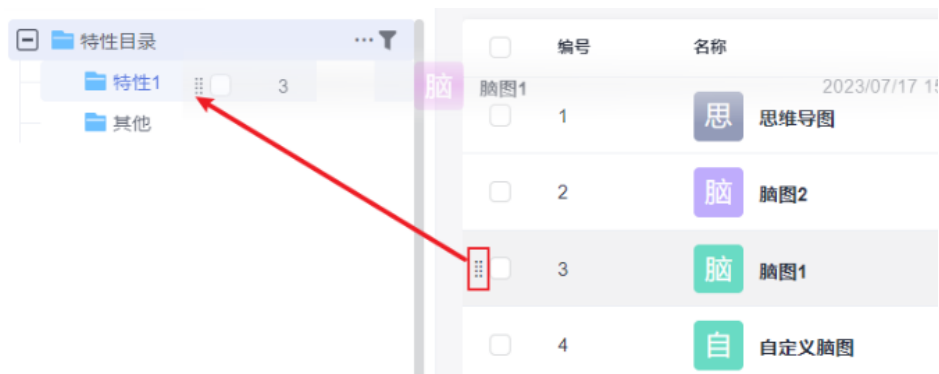 特性目录
特性1
3
其他
编号 名称
脑 脑图1 2023/07/17 15
1 思 思维导图
2 脑 脑图2
3 脑 脑图1
4 自 自定义脑图